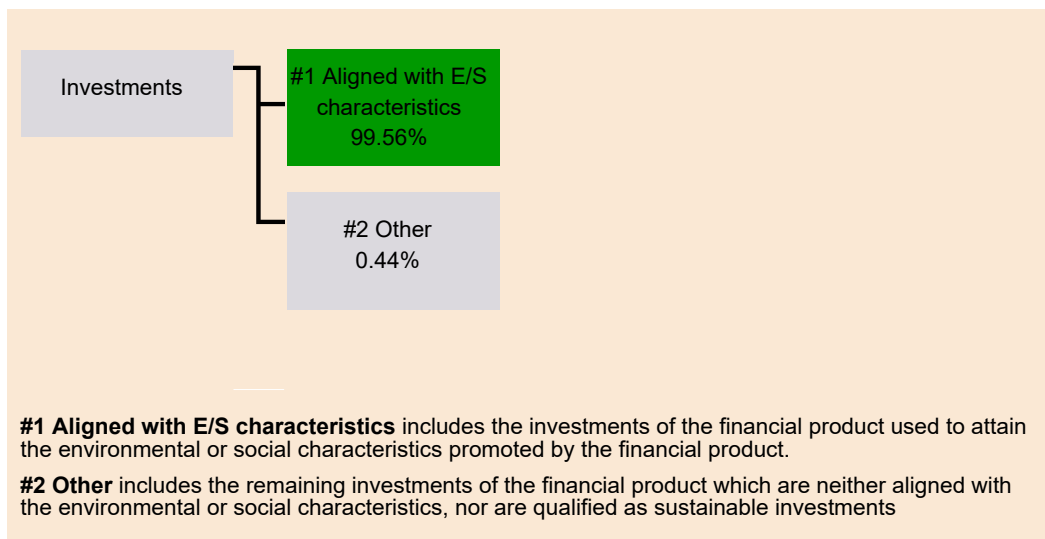 Investments
#1 Aligned with E/S
characteristics
99.56%
#2 Other
0.44%
#1 Aligned with E/S characteristics includes the investments of the financial product used to attain
the environmental or social characteristics promoted by the financial product.
#2 Other includes the remaining investments of the financial product which are neither aligned with
the environmental or social characteristics, nor are qualified as sustainable investments